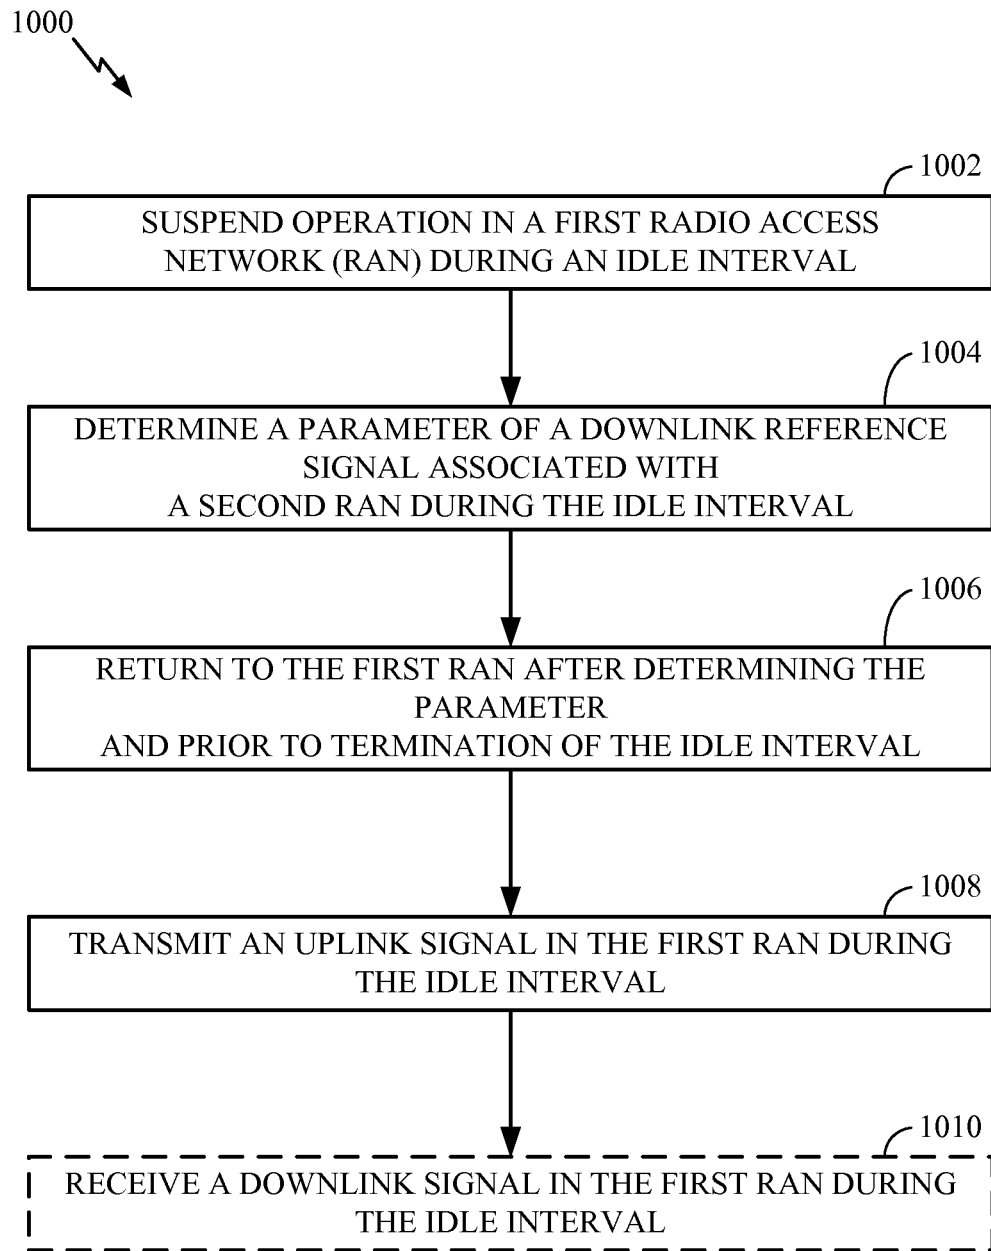 1000
1002
SUSPEND OPERATION IN A FIRST RADIO ACCESS
NETWORK (RAN) DURING AN IDLE INTERVAL
1004
DETERMINE A PARAMETER OF A DOWNLINK REFERENCE
SIGNAL ASSOCIATED WITH
A SECOND RAN DURING THE IDLE INTERVAL
1006
RETURN TO THE FIRST RAN AFTER DETERMINING THE
PARAMETER
AND PRIOR TO TERMINATION OF THE IDLE INTERVAL
1008
TRANSMIT AN UPLINK SIGNAL IN THE FIRST RAN DURING
THE IDLE INTERVAL
1010
RECEIVE A DOWNLINK SIGNAL IN THE FIRST RAN DURING
THE IDLE INTERVAL